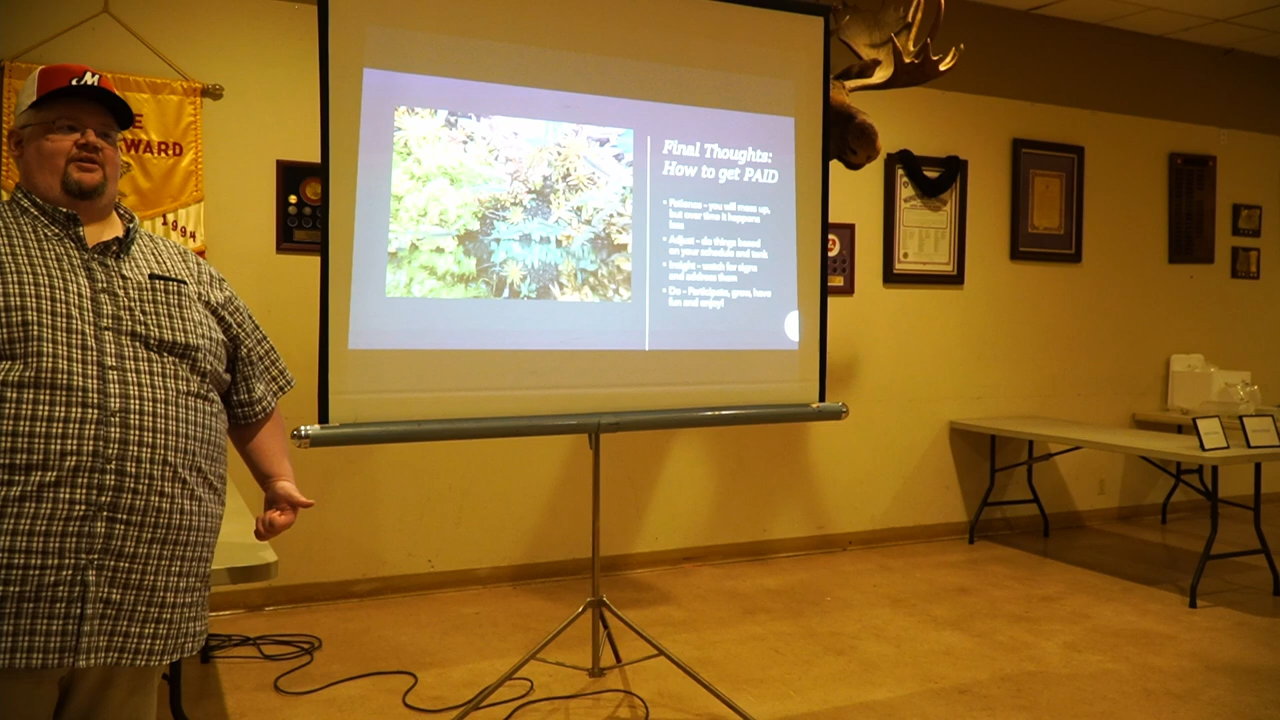 M
E
WARD
1994
Final Thoughts:
How to get PAID
• Patience - you will mess up,
but over time it happens
less
• Adjust - do things based
on your schedule and tank
• Insight - watch for signs
and address them
• Do - Participate, grow, have
fun and enjoy!